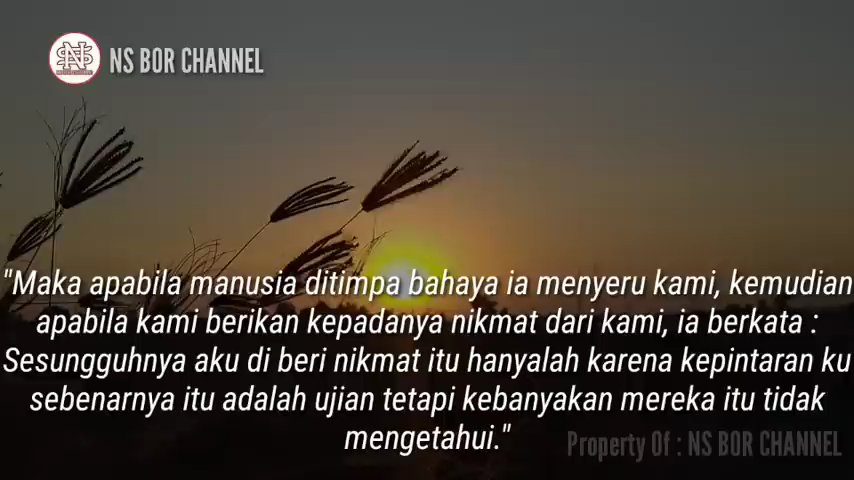 NS BOR CHANNEL
"Maka apabila manusia ditimpa bahaya ia menyeru kami, kemudian
apabila kami berikan kepadanya nikmat dari kami, ia berkata :
Sesungguhnya aku di beri nikmat itu hanyalah karena kepintaran ku
sebenarnya itu adalah ujian tetapi kebanyakan mereka itu tidak
mengetahui."
Property Of : NS BOR CHANNEL